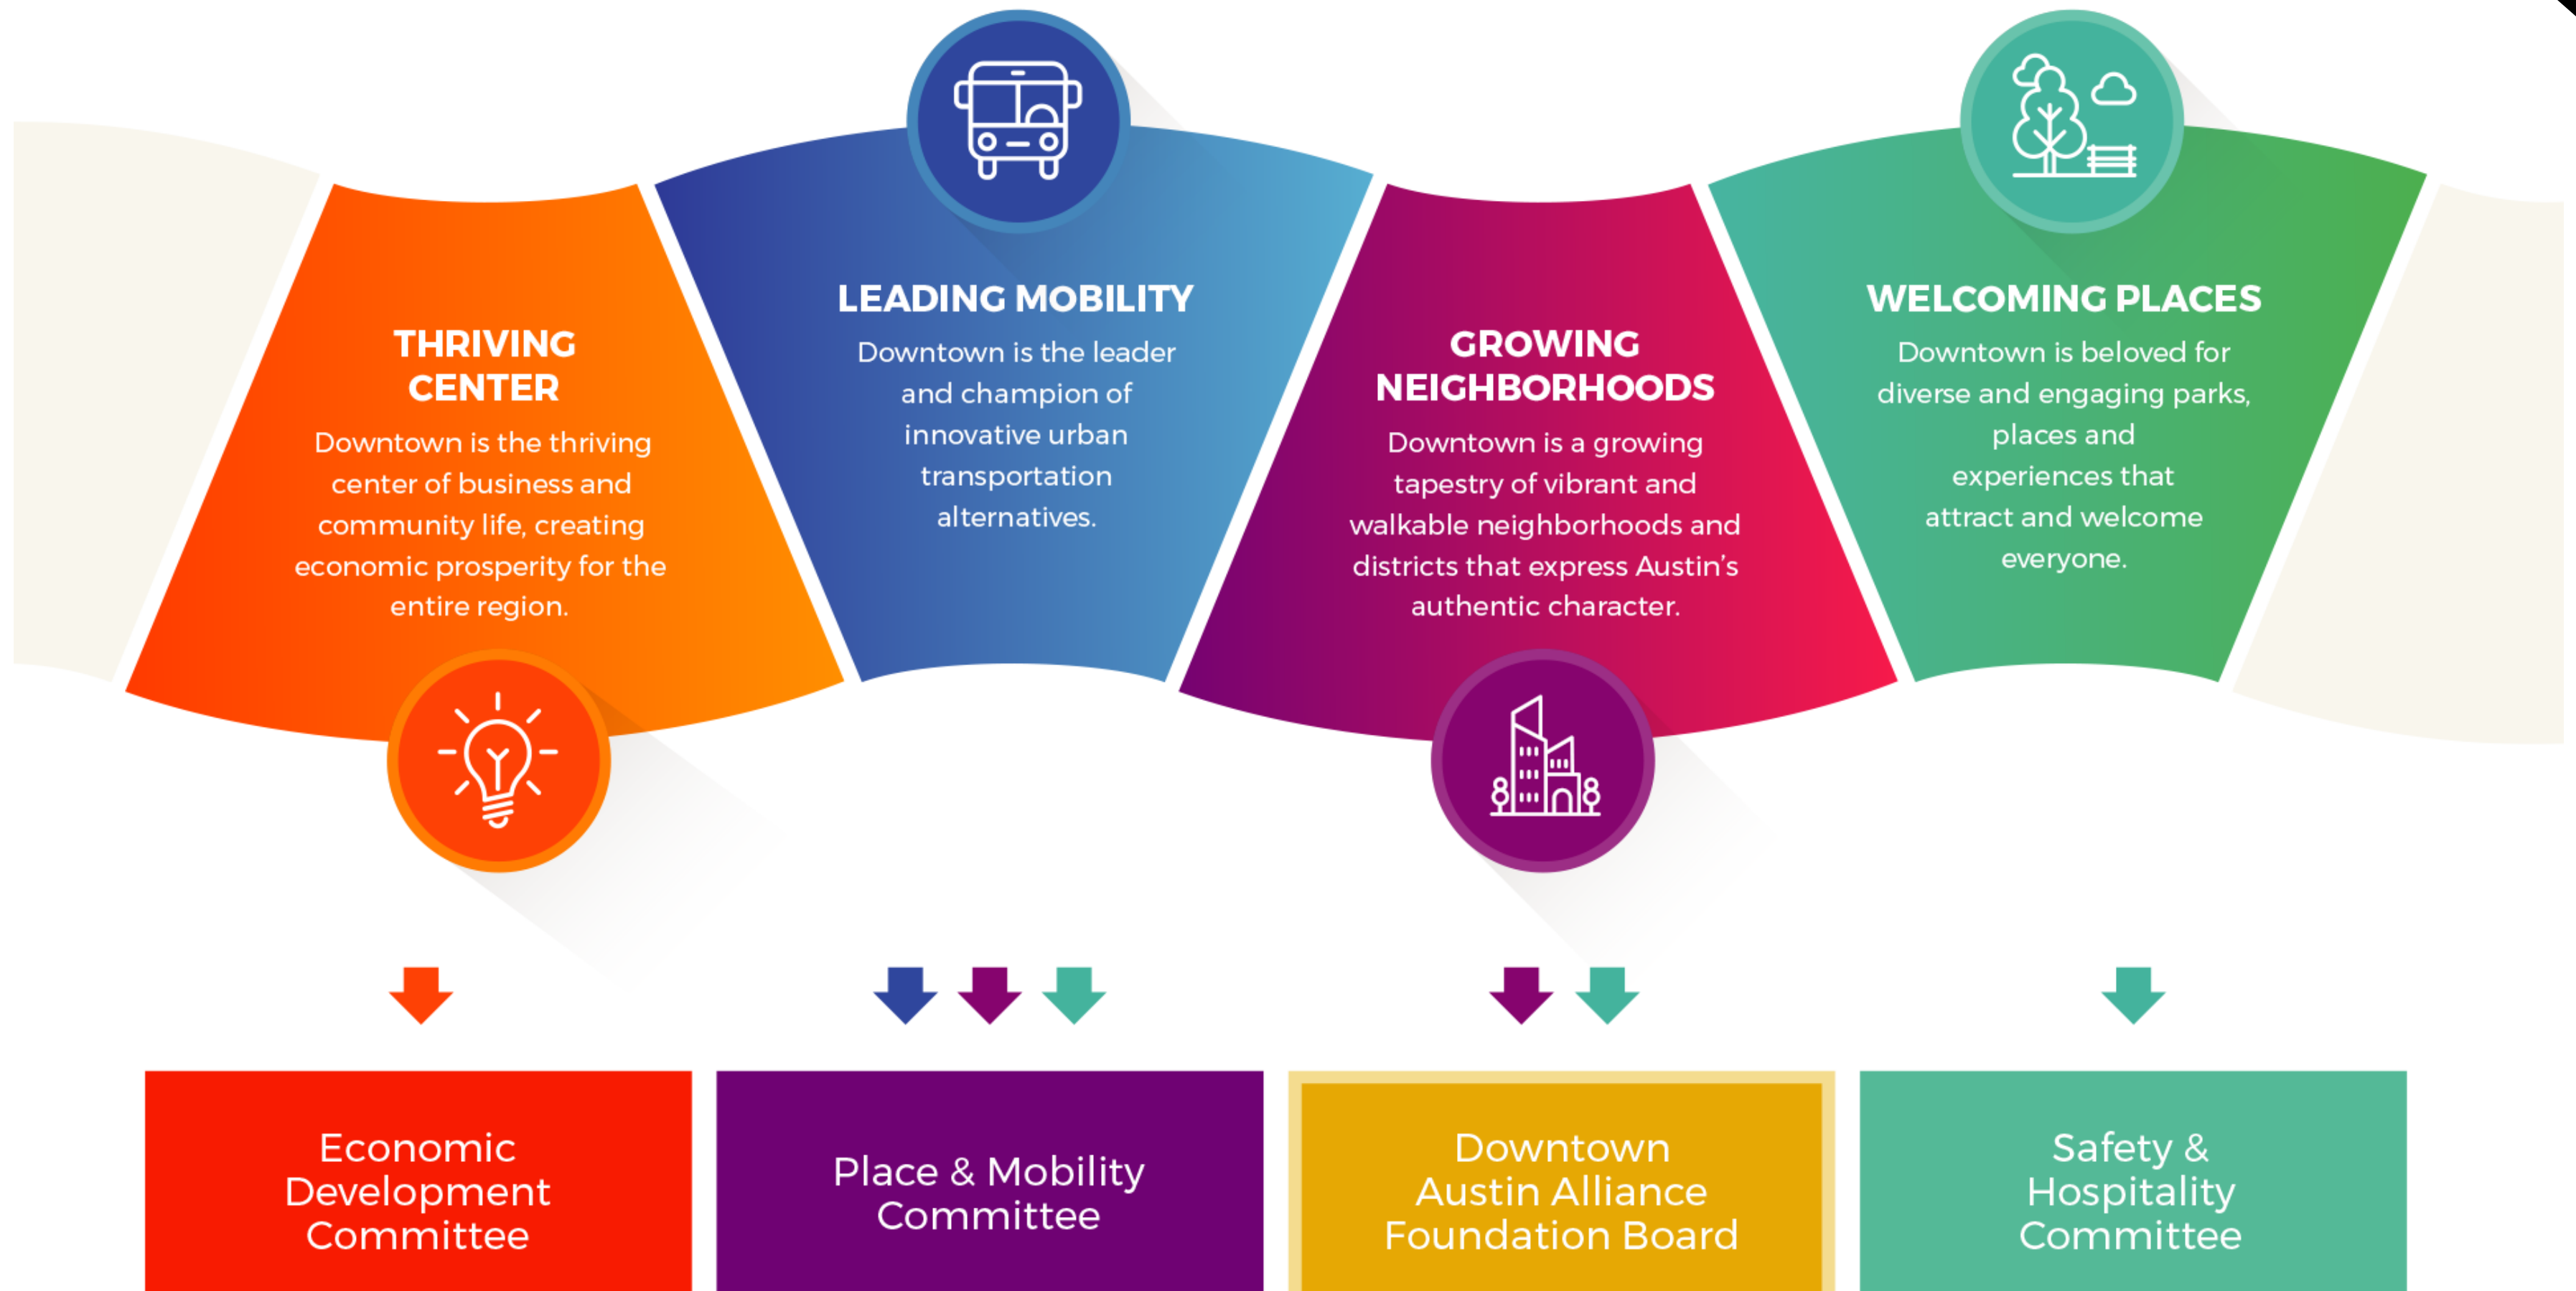 THRIVING
CENTER
Downtown is the thriving
center of business and
community life, creating
economic prosperity for the
entire region.
LEADING MOBILITY
Downtown is the leader
and champion of
innovative urban
transportation
alternatives.
GROWING
NEIGHBORHOODS
Downtown is a growing
tapestry of vibrant and
walkable neighborhoods and
districts that express Austin’s
authentic character.
WELCOMING PLACES
Downtown is beloved for
diverse and engaging parks,
places and
experiences that
attract and welcome
everyone.
Economic
Development
Committee
Place & Mobility
Committee
Downtown
Austin Alliance
Foundation Board
Safety &
Hospitality
Committee